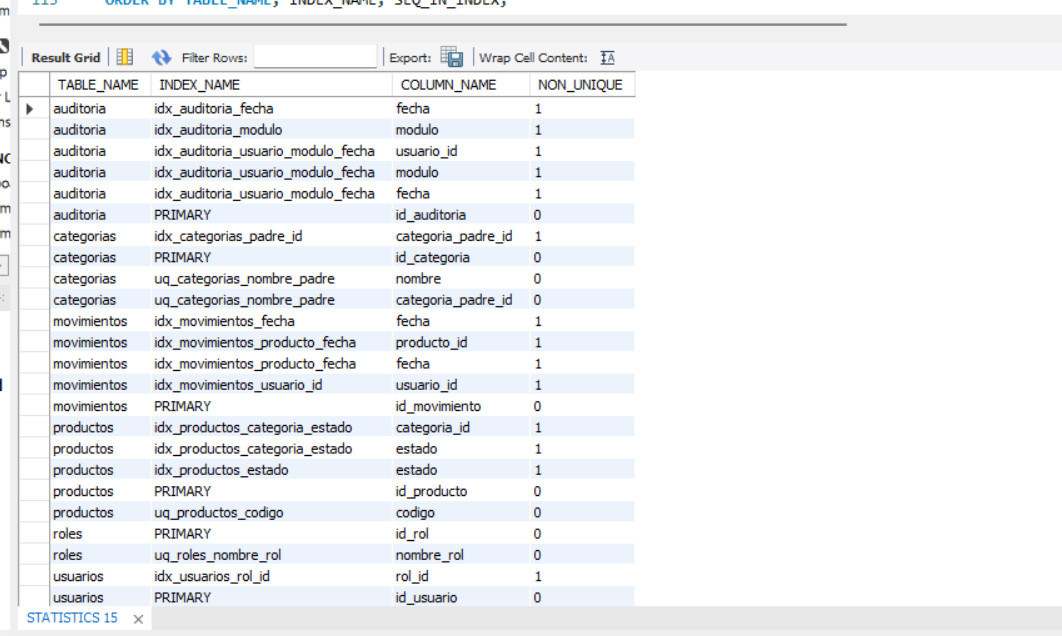 115 ORDER BY TABLE_NAME, INDEX_NAME, SEQ_IN_INDEX;
Result Grid Filter Rows: Export: Wrap Cell Content:
TABLE_NAME INDEX_NAME COLUMN_NAME NON_UNIQUE
auditoria idx_auditoria_fecha fecha 1
auditoria idx_auditoria_modulo modulo 1
auditoria idx_auditoria_usuario_modulo_fecha usuario_id 1
auditoria idx_auditoria_usuario_modulo_fecha modulo 1
auditoria idx_auditoria_usuario_modulo_fecha fecha 1
auditoria PRIMARY id_auditoria 0
categorias idx_categorias_padre_id categoria_padre_id 1
categorias PRIMARY id_categoria 0
categorias uq_categorias_nombre_padre nombre 0
categorias uq_categorias_nombre_padre categoria_padre_id 0
movimientos idx_movimientos_fecha fecha 1
movimientos idx_movimientos_producto_fecha producto_id 1
movimientos idx_movimientos_producto_fecha fecha 1
movimientos idx_movimientos_usuario_id usuario_id 1
movimientos PRIMARY id_movimiento 0
productos idx_productos_categoria_estado categoria_id 1
productos idx_productos_categoria_estado estado 1
productos idx_productos_estado estado 1
productos PRIMARY id_producto 0
productos uq_productos_codigo codigo 0
roles PRIMARY id_rol 0
roles uq_roles_nombre_rol nombre_rol 0
usuarios idx_usuarios_rol_id rol_id 1
usuarios PRIMARY id_usuario 0
STATISTICS 15